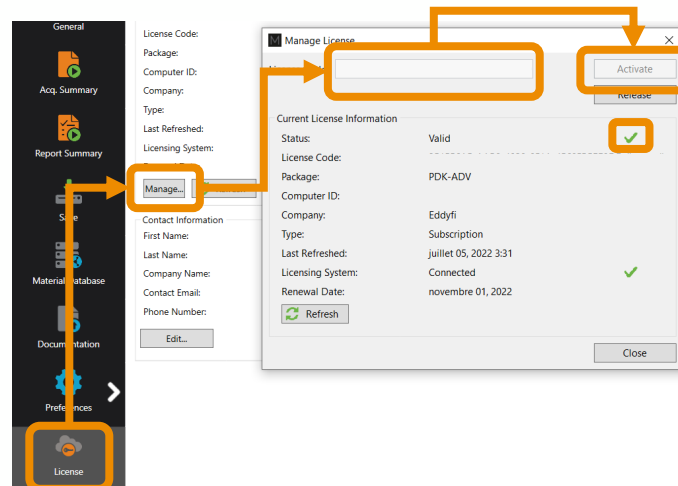 General
Acq. Summary
Report Summary
Save
Material Database
Documentation
Preferences
License
License Code:
Package:
Computer ID:
Company:
Type:
Last Refreshed:
Licensing System:
Manage...
Contact Information
First Name:
Last Name:
Company Name:
Contact Email:
Phone Number:
Edit...
Manage License
Activate
Release
Current License Information
Status: Valid
License Code:
Package: PDK-ADV
Computer ID:
Company: Eddyfi
Type: Subscription
Last Refreshed: juillet 05, 2022 3:31
Licensing System: Connected
Renewal Date: novembre 01, 2022
Refresh
Close